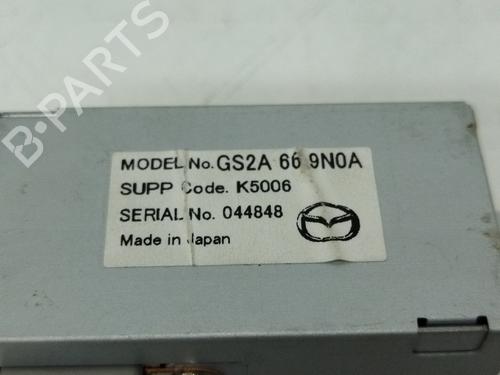 B-PARTS
MODEL No. GS2A 66 9N0A
SUPP Code. K5006
SERIAL No. 044848
Made in Japan